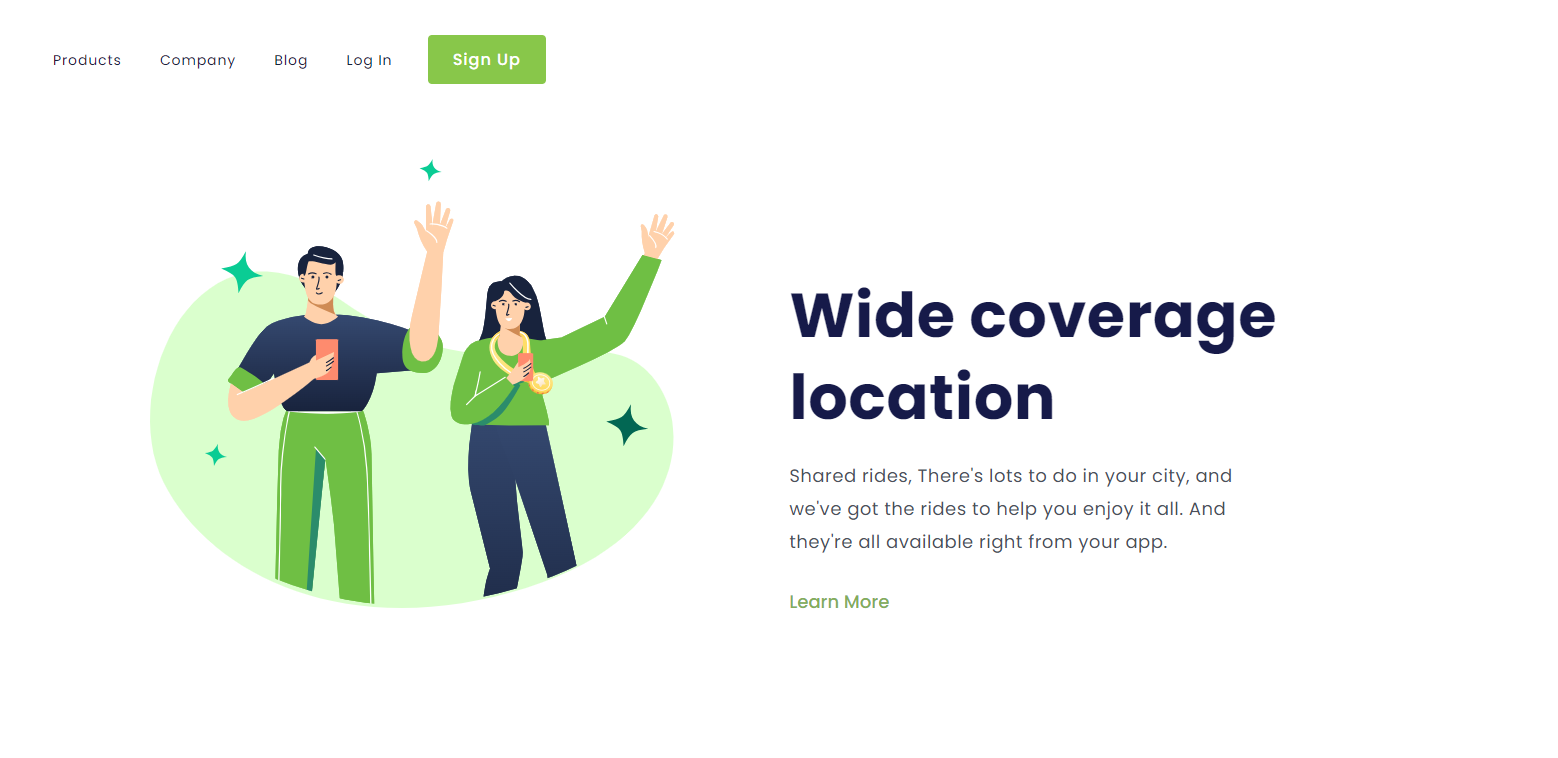 Products Company Blog Log In Sign Up
Wide coverage
location
Shared rides, There's lots to do in your city, and
we've got the rides to help you enjoy it all. And
they're all available right from your app.
Learn More